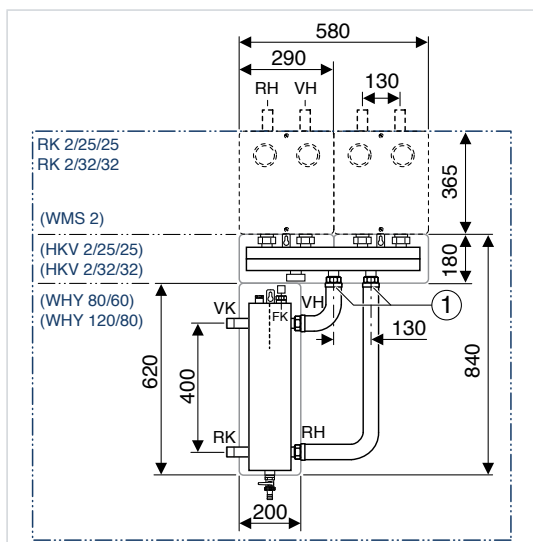 580
290
130
RH VH
RK 2/25/25
RK 2/32/32
365
(WMS 2)
(HKV 2/25/25)
(HKV 2/32/32)
180
(WHY 80/60)
(WHY 120/80)
VH
1
VK
FK
130
620
400
840
RK
RH
200